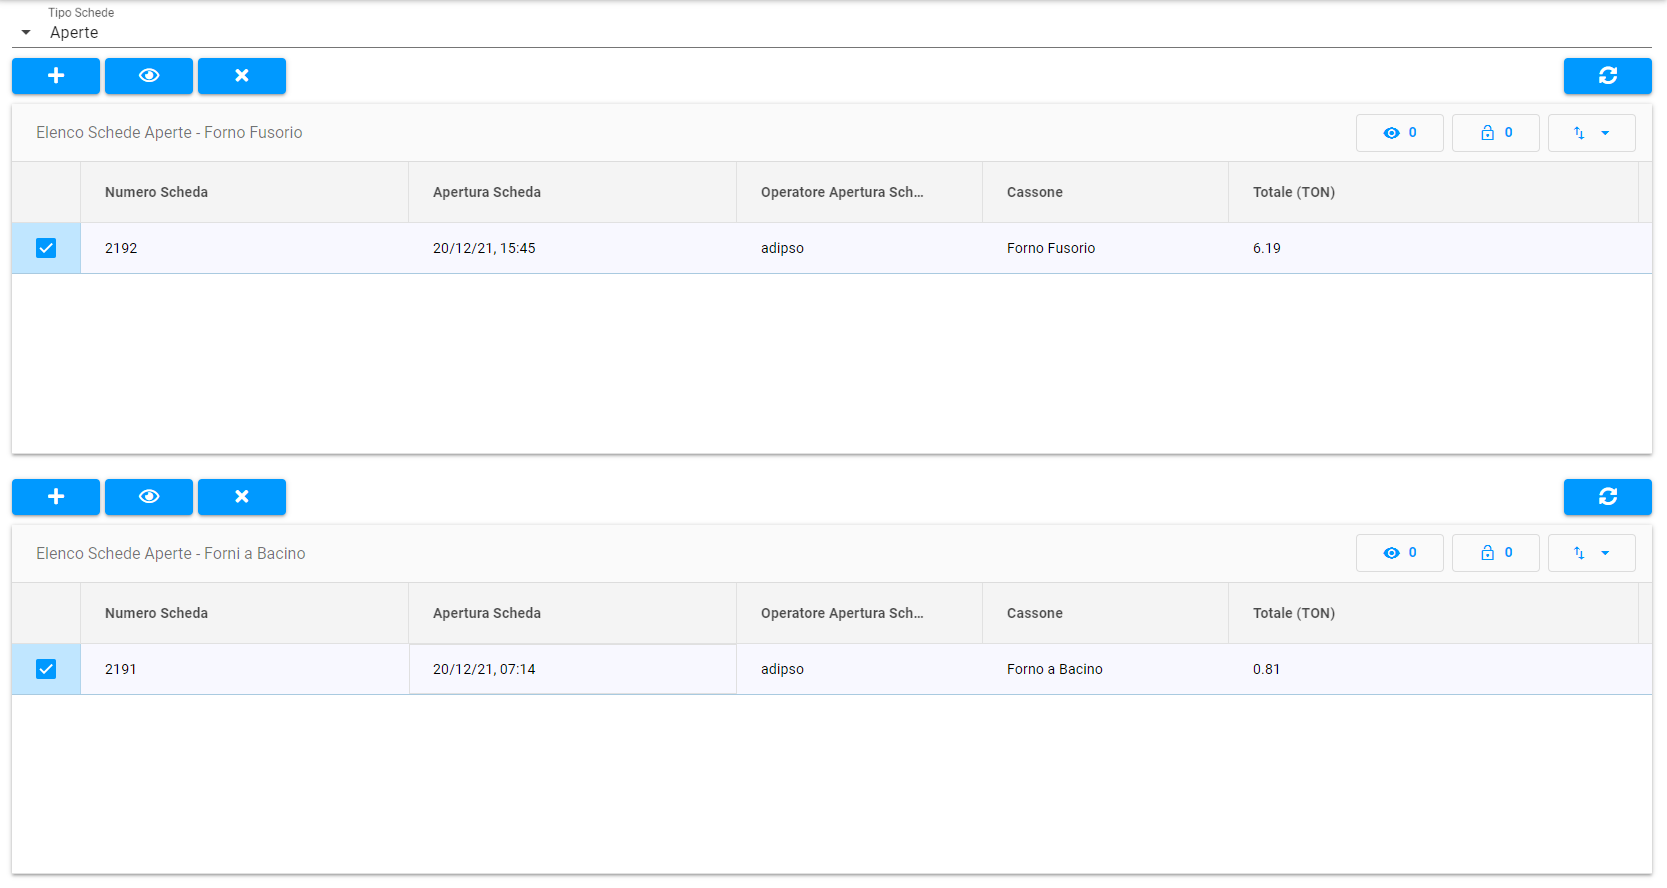 Tipo Schede
Aperte
Elenco Schede Aperte - Forno Fusorio
0
0
Numero Scheda Apertura Scheda Operatore Apertura Sch... Cassone Totale (TON)
2192 20/12/21, 15:45 adipso Forno Fusorio 6.19
Elenco Schede Aperte - Forni a Bacino
0
0
Numero Scheda Apertura Scheda Operatore Apertura Sch... Cassone Totale (TON)
2191 20/12/21, 07:14 adipso Forno a Bacino 0.81